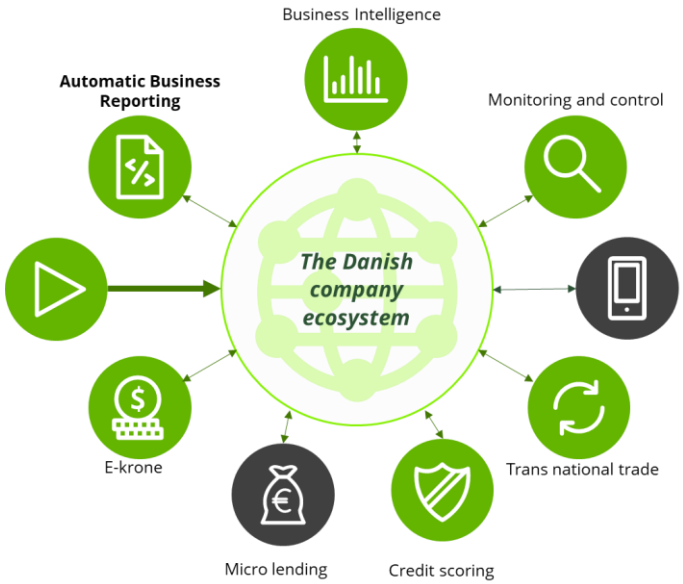 Business Intelligence
Automatic Business
Reporting
Monitoring and control
The Danish
company
ecosystem
$
E-krone
Trans national trade
€
Micro lending
Credit scoring